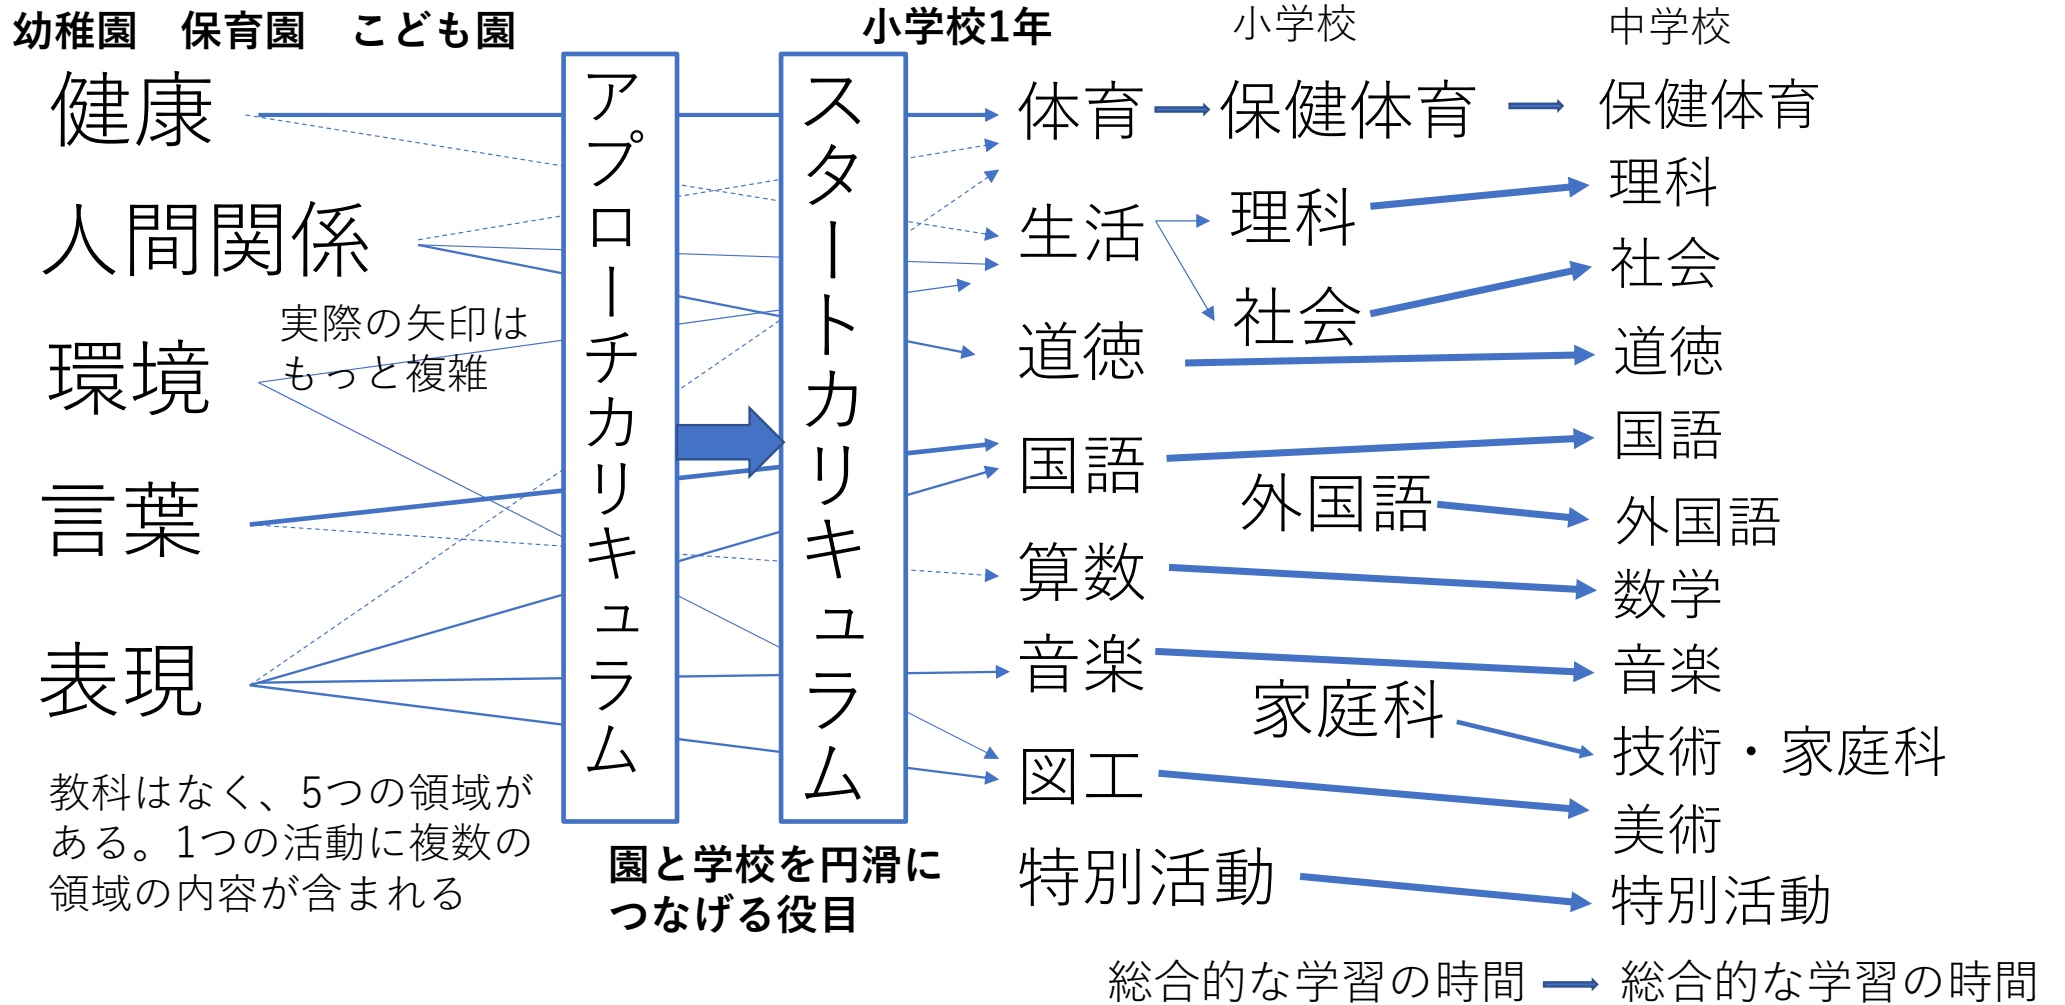 幼稚園　保育園　こども園
健康
人間関係
環境
言葉
表現
実際の矢印は
もっと複雑
教科はなく、5つの領域が
ある。1つの活動に複数の
領域の内容が含まれる
アプローチカリキュラム
スタートカリキュラム
園と学校を円滑に
つなげる役目
小学校1年
体育
生活
道徳
国語
算数
音楽
図工
特別活動
小学校
保健体育
理科
社会
外国語
家庭科
総合的な学習の時間
中学校
保健体育
理科
社会
道徳
国語
外国語
数学
音楽
技術・家庭科
美術
特別活動
総合的な学習の時間